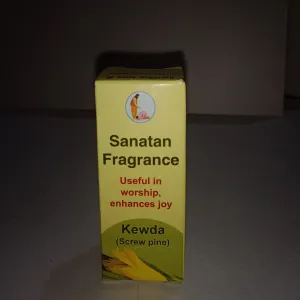 Sanatan
Fragrance
Useful in
worship,
enhances joy
Kewda
(Screw pine)